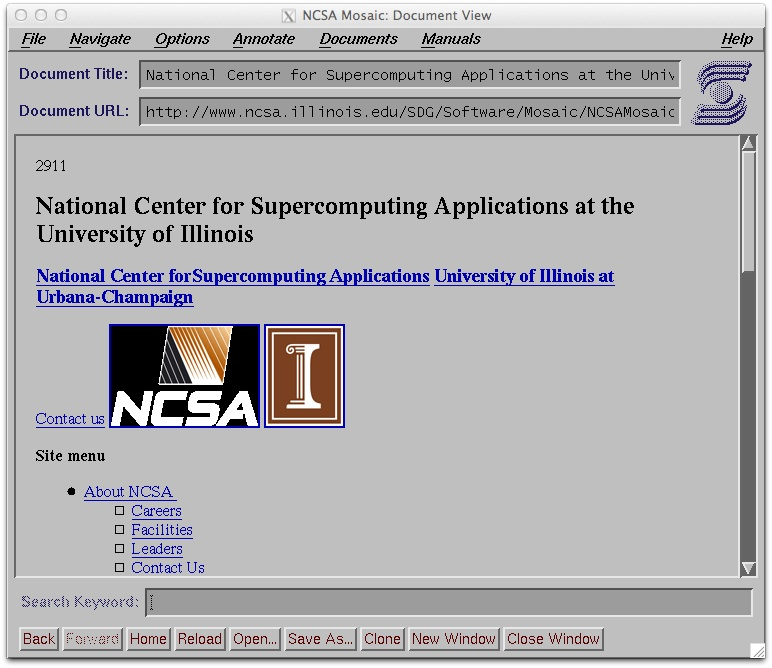 NCSA Mosaic: Document View
File Navigate Options Annotate Documents Manuals Help
Document Title: National Center for Supercomputing Applications at the Univ
Document URL: http://www.ncsa.illinois.edu/SDG/Software/Mosaic/NCSAMosaic
2911
National Center for Supercomputing Applications at the
University of Illinois
National Center forSupercomputing Applications University of Illinois at
Urbana-Champaign
NCSA
I
Contact us
Site menu
About NCSA
Careers
Facilities
Leaders
Contact Us
Search Keyword:
Back Forward Home Reload Open... Save As... Clone New Window Close Window